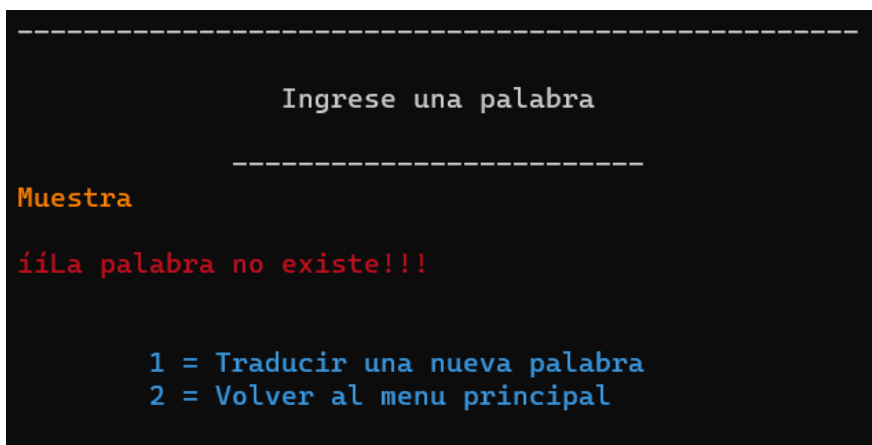 --------------------------------------------------
Ingrese una palabra
-------------------------
Muestra
ííLa palabra no existe!!!
1 = Traducir una nueva palabra
2 = Volver al menu principal